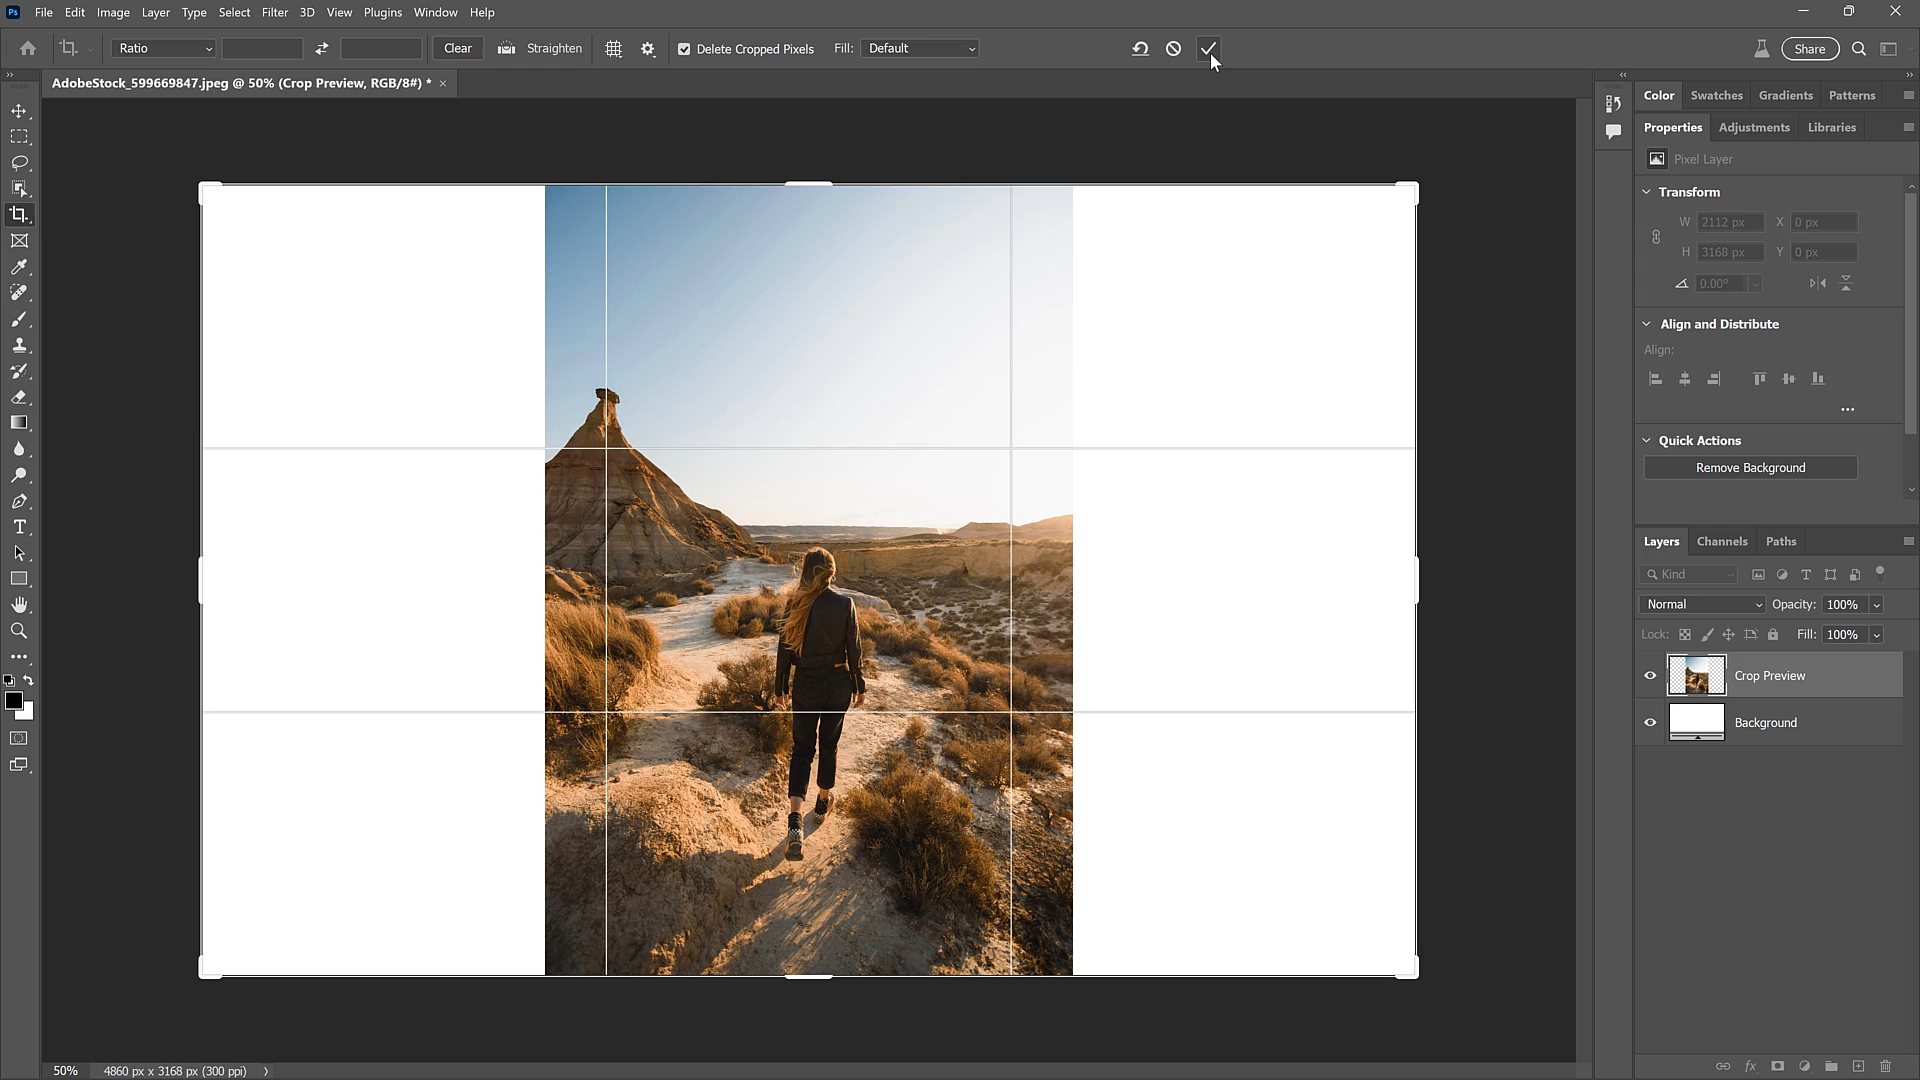 Ps File Edit Image Layer Type Select Filter 3D View Plugins Window Help
Ratio Clear Straighten Delete Cropped Pixels Fill: Default Share
AdobeStock_599669847.jpeg @ 50% (Crop Preview, RGB/8#) * ×
Color Swatches Gradients Patterns
Properties Adjustments Libraries
Pixel Layer
Transform
W 2112 px X 0 px
H 3168 px Y 0 px
0.00°
Align and Distribute
Align:
Quick Actions
Remove Background
Layers Channels Paths
Kind
Normal Opacity: 100%
Lock: Fill: 100%
Crop Preview
Background
50% 4860 px x 3168 px (300 ppi)